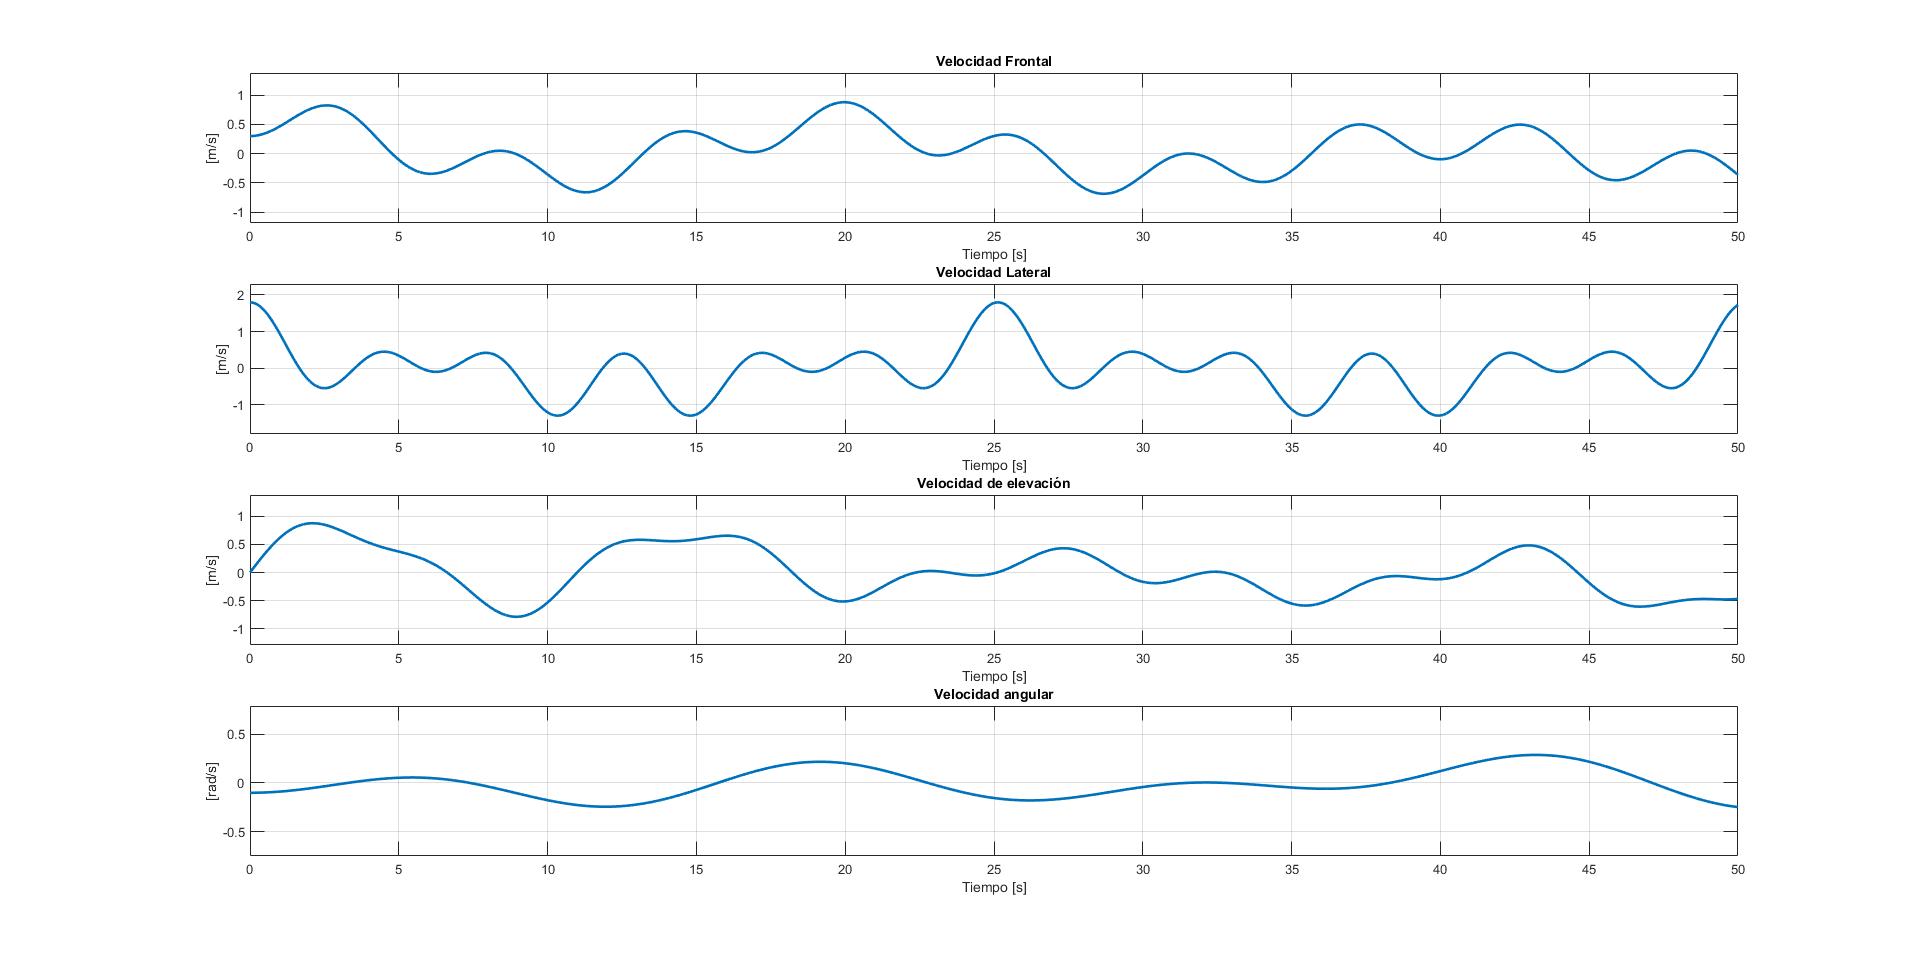 Velocidad Frontal
1
0.5
0
-0.5
-1
[m/s]
0 5 10 15 20 25 30 35 40 45 50
Tiempo [s]
Velocidad Lateral
2
1
0
-1
[m/s]
0 5 10 15 20 25 30 35 40 45 50
Tiempo [s]
Velocidad de elevación
1
0.5
0
-0.5
-1
[m/s]
0 5 10 15 20 25 30 35 40 45 50
Tiempo [s]
Velocidad angular
0.5
0
-0.5
[rad/s]
0 5 10 15 20 25 30 35 40 45 50
Tiempo [s]